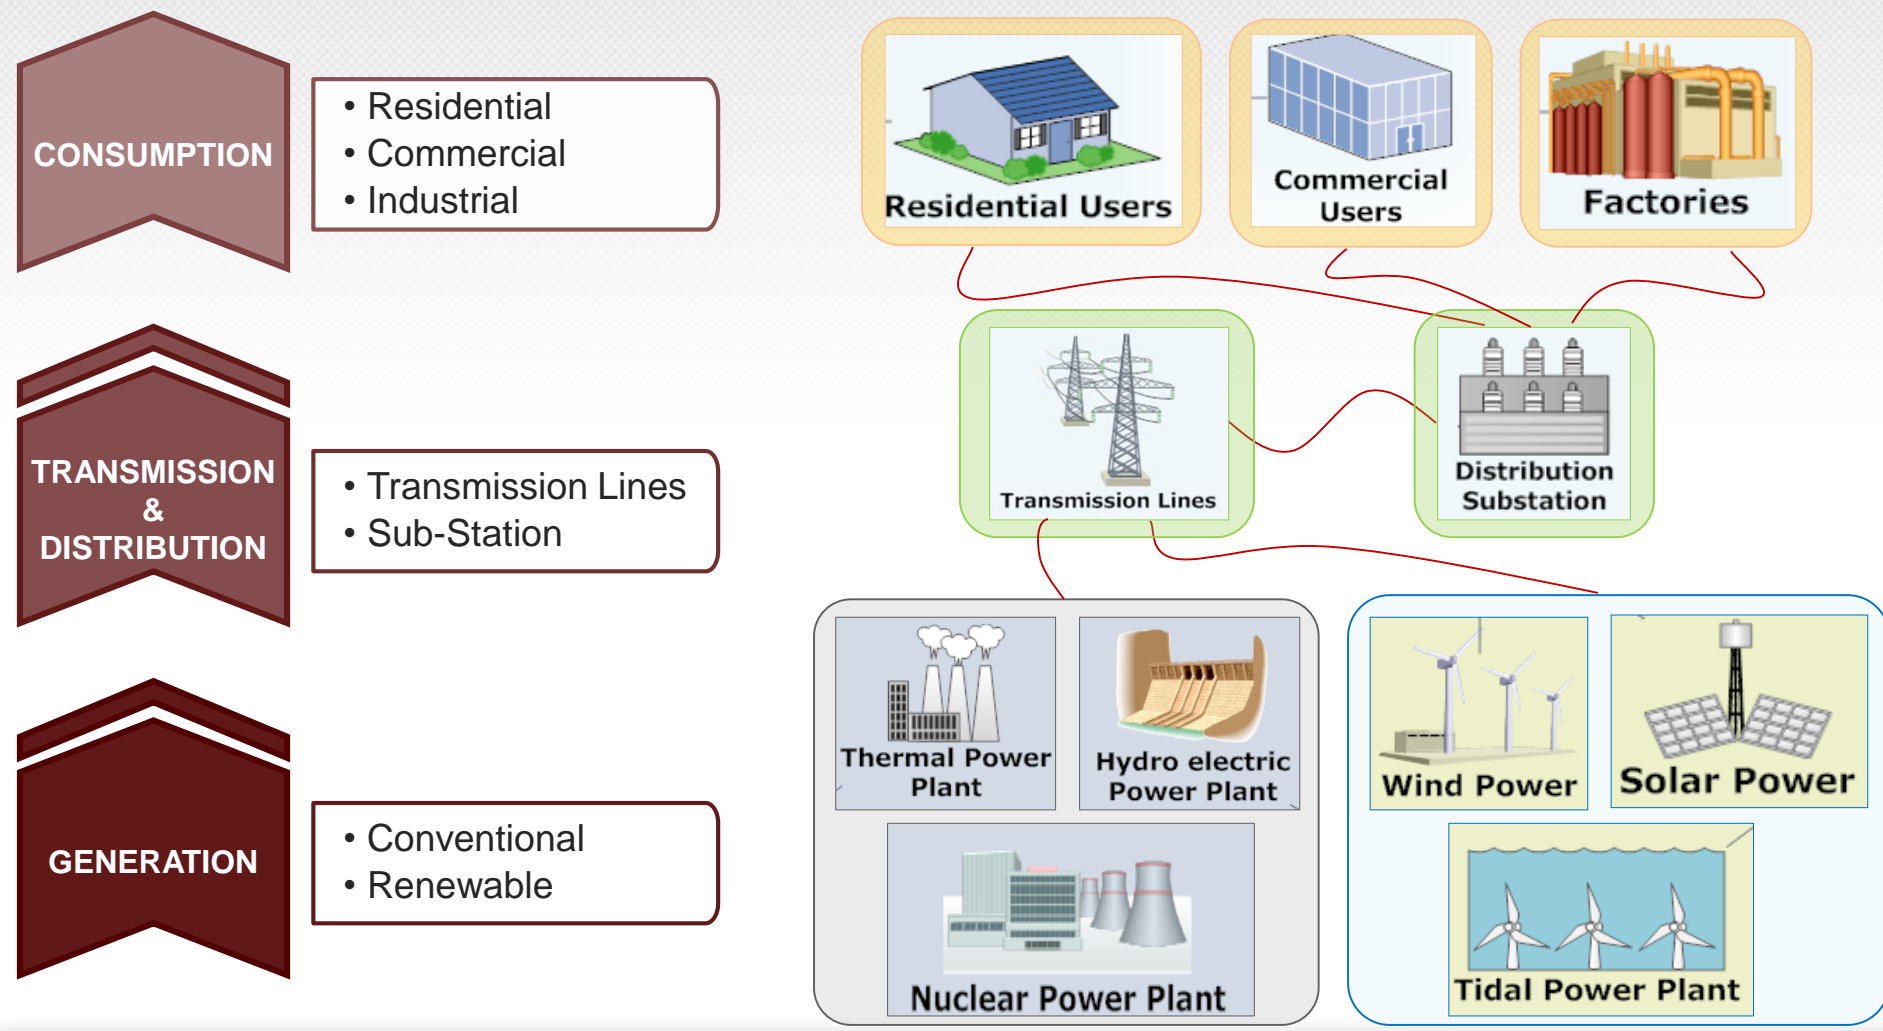 CONSUMPTION
• Residential
• Commercial
• Industrial
Residential Users
Commercial
Users
Factories
TRANSMISSION
&
DISTRIBUTION
• Transmission Lines
• Sub-Station
Transmission Lines
Distribution
Substation
GENERATION
• Conventional
• Renewable
Thermal Power
Plant
Hydro electric
Power Plant
Nuclear Power Plant
Wind Power
Solar Power
Tidal Power Plant